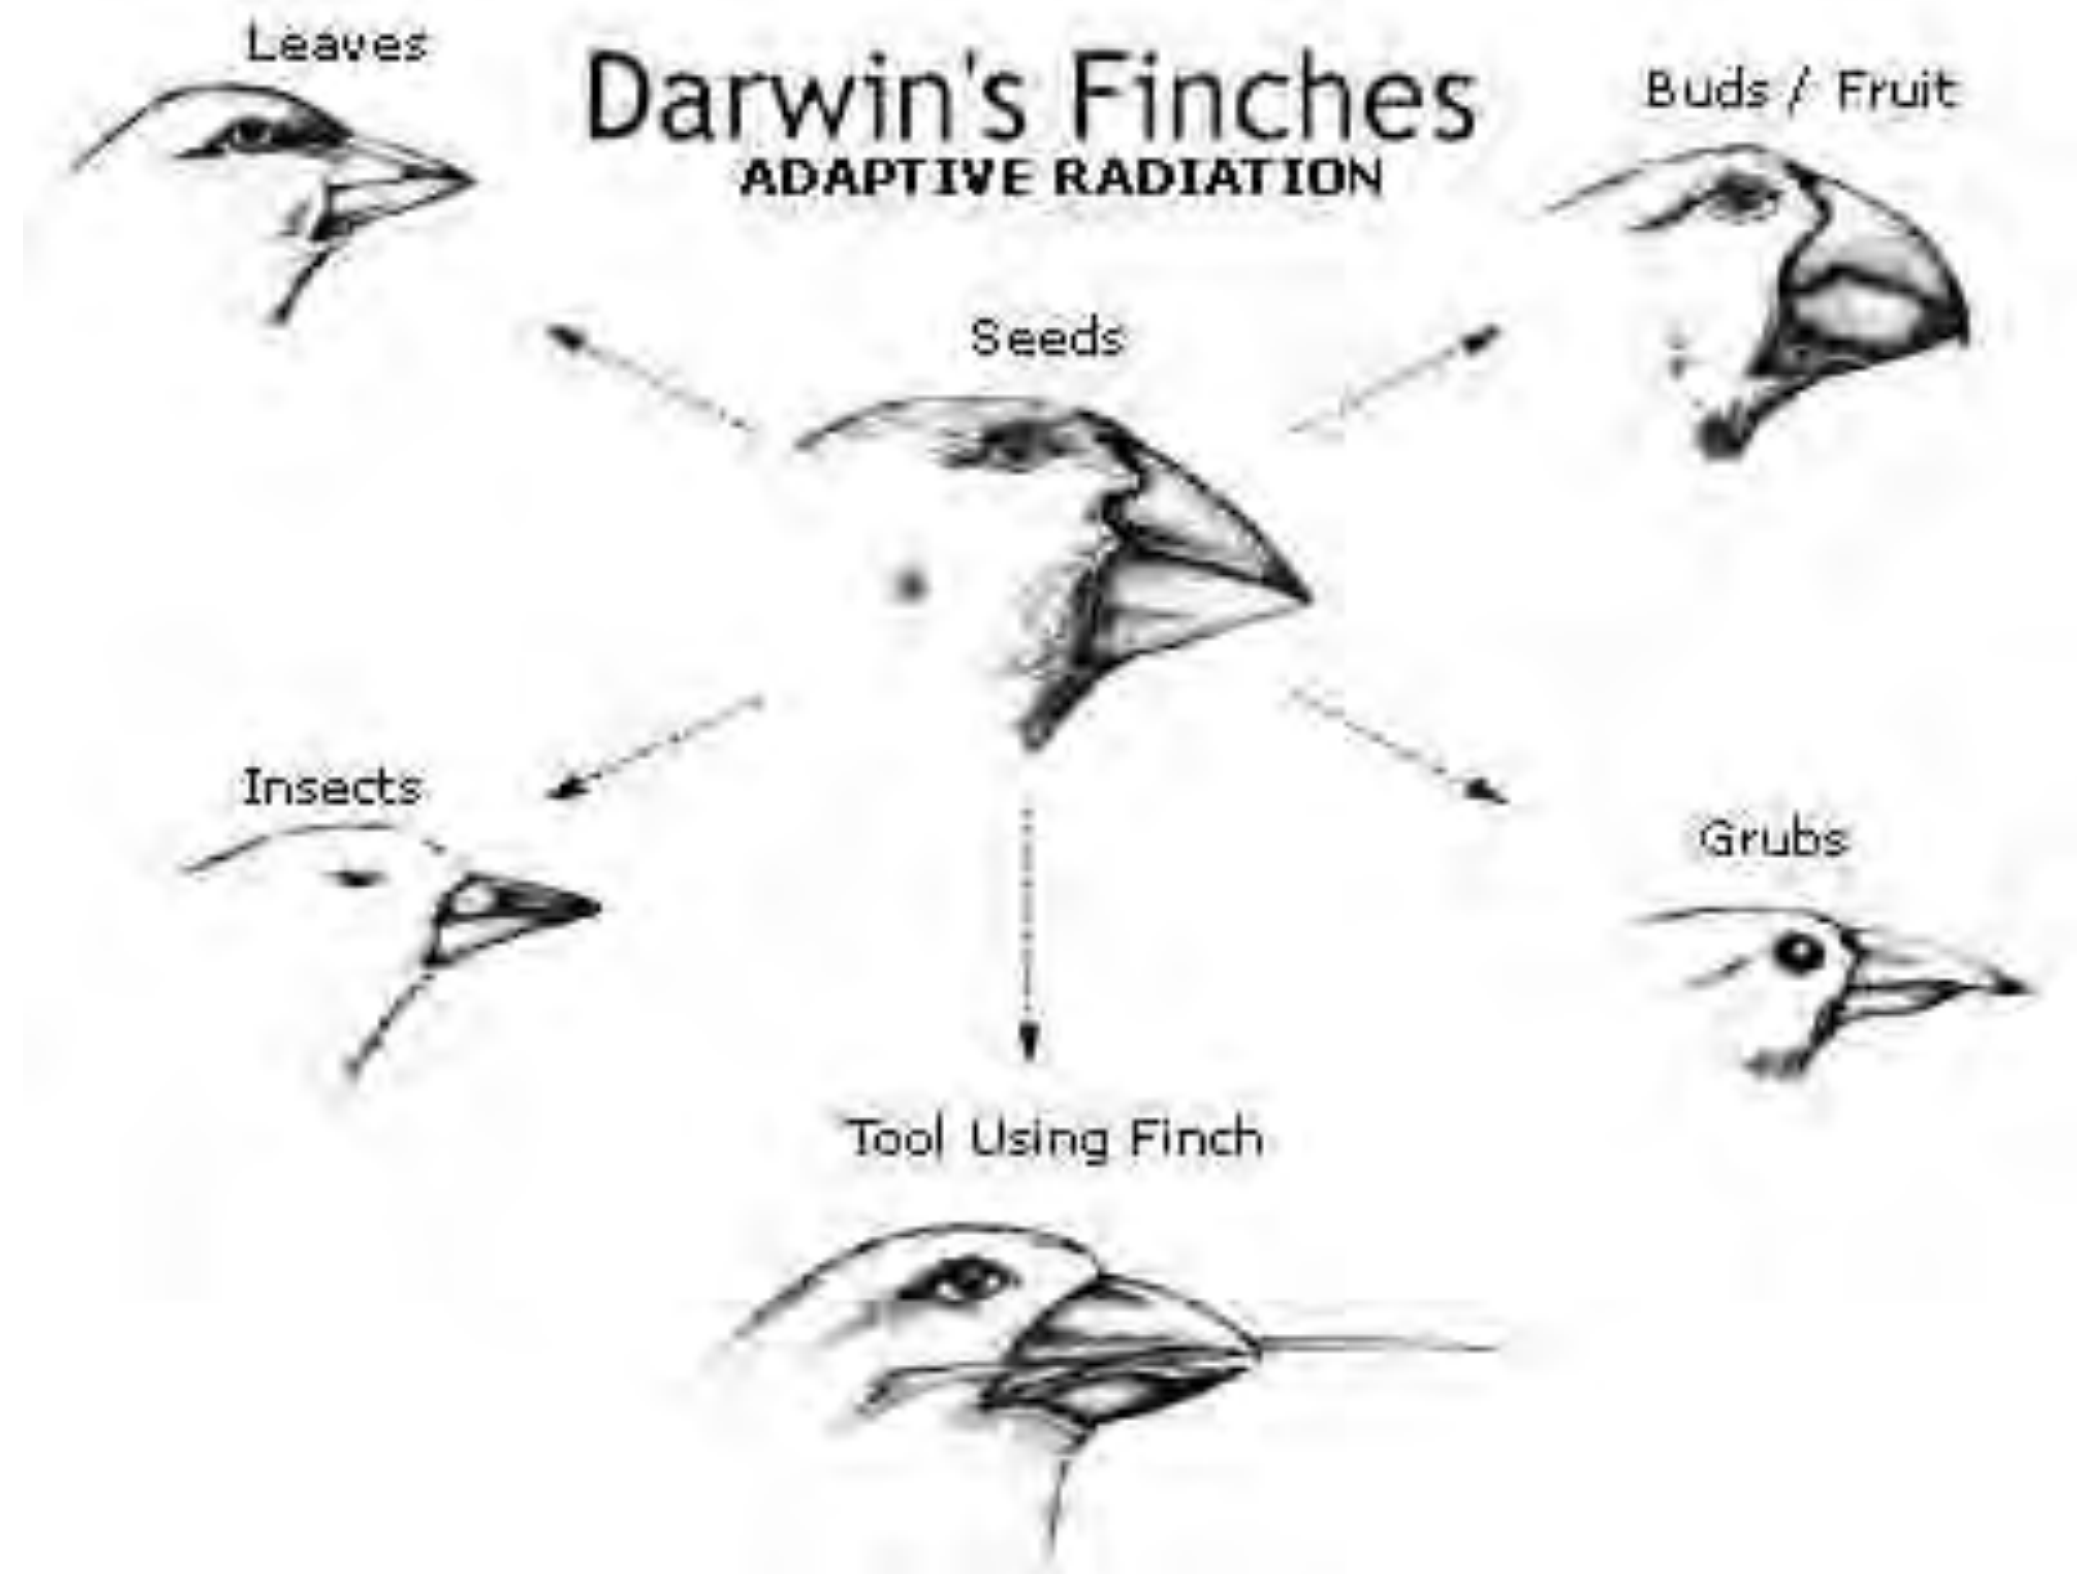 Leaves
Darwin's Finches
ADAPTIVE RADIATION
Buds / Fruit
Seeds
Insects
Grubs
Tool Using Finch